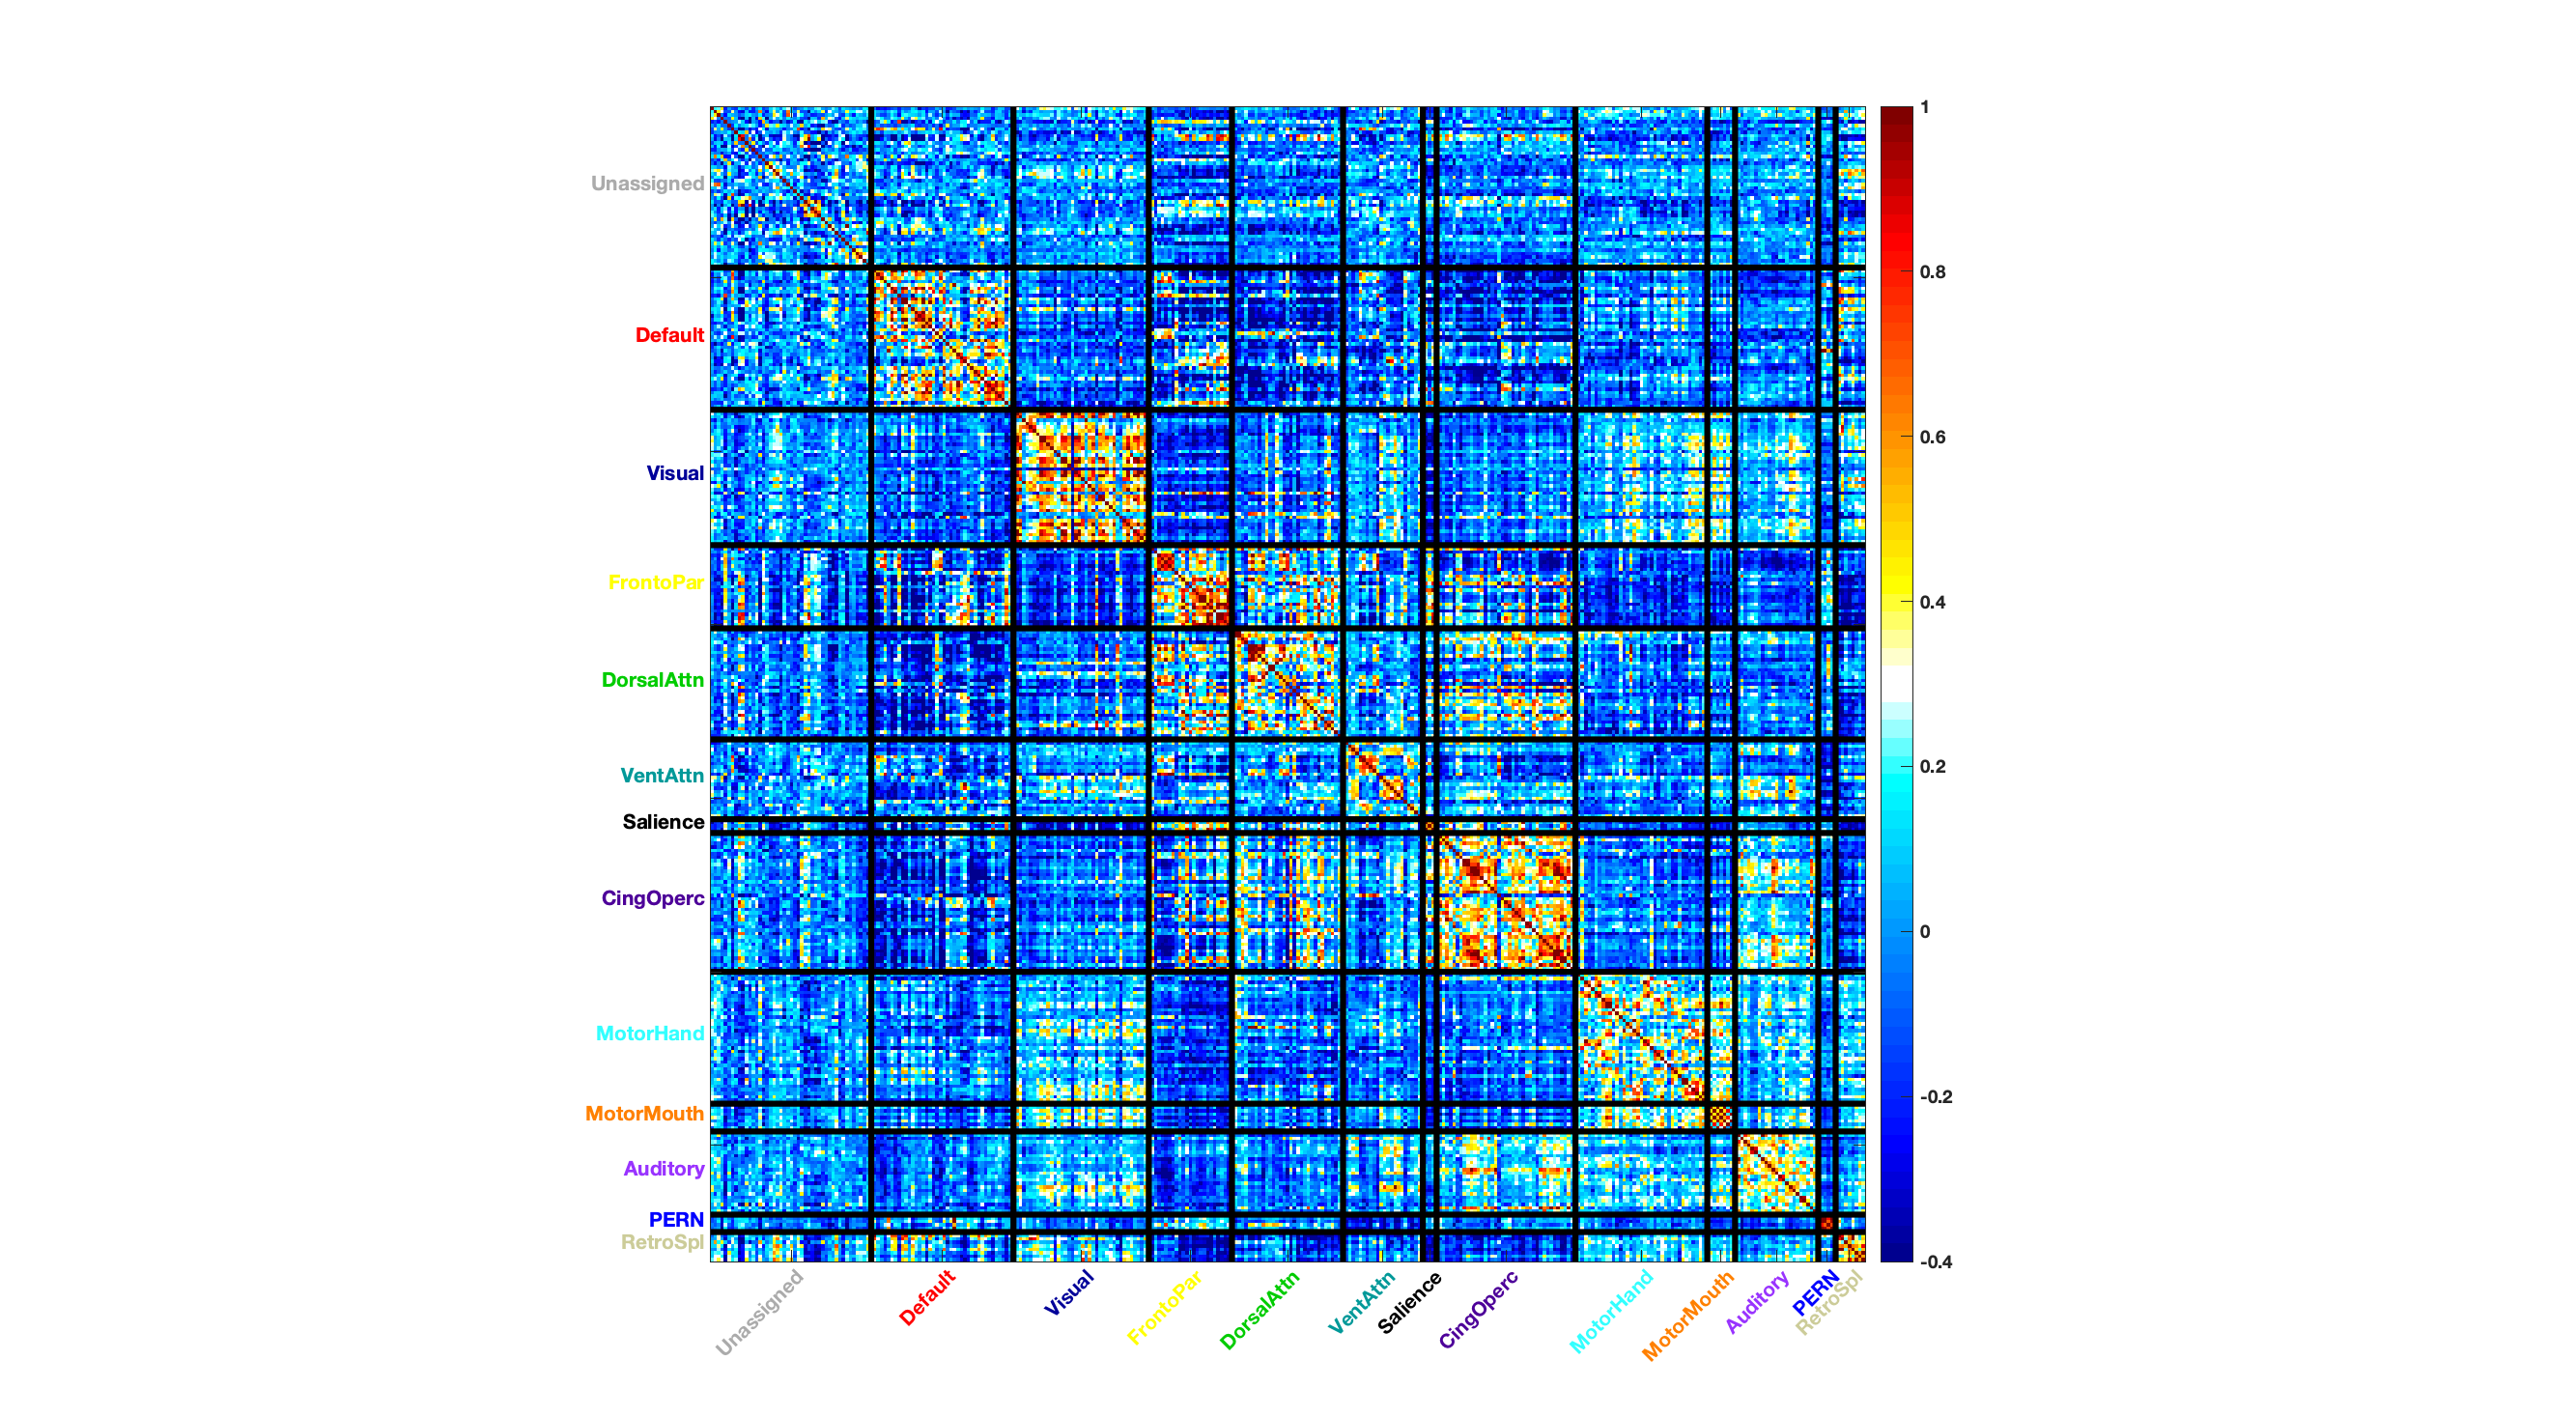 Unassigned
Default
Visual
FrontoPar
DorsalAttn
VentAttn
Salience
CingOperc
MotorHand
MotorMouth
Auditory
PERN
RetroSpl
Unassigned
Default
Visual
FrontoPar
DorsalAttn
VentAttn
Salience
CingOperc
MotorHand
MotorMouth
Auditory
PERN
RetroSpl
1
0.8
0.6
0.4
0.2
0
-0.2
-0.4